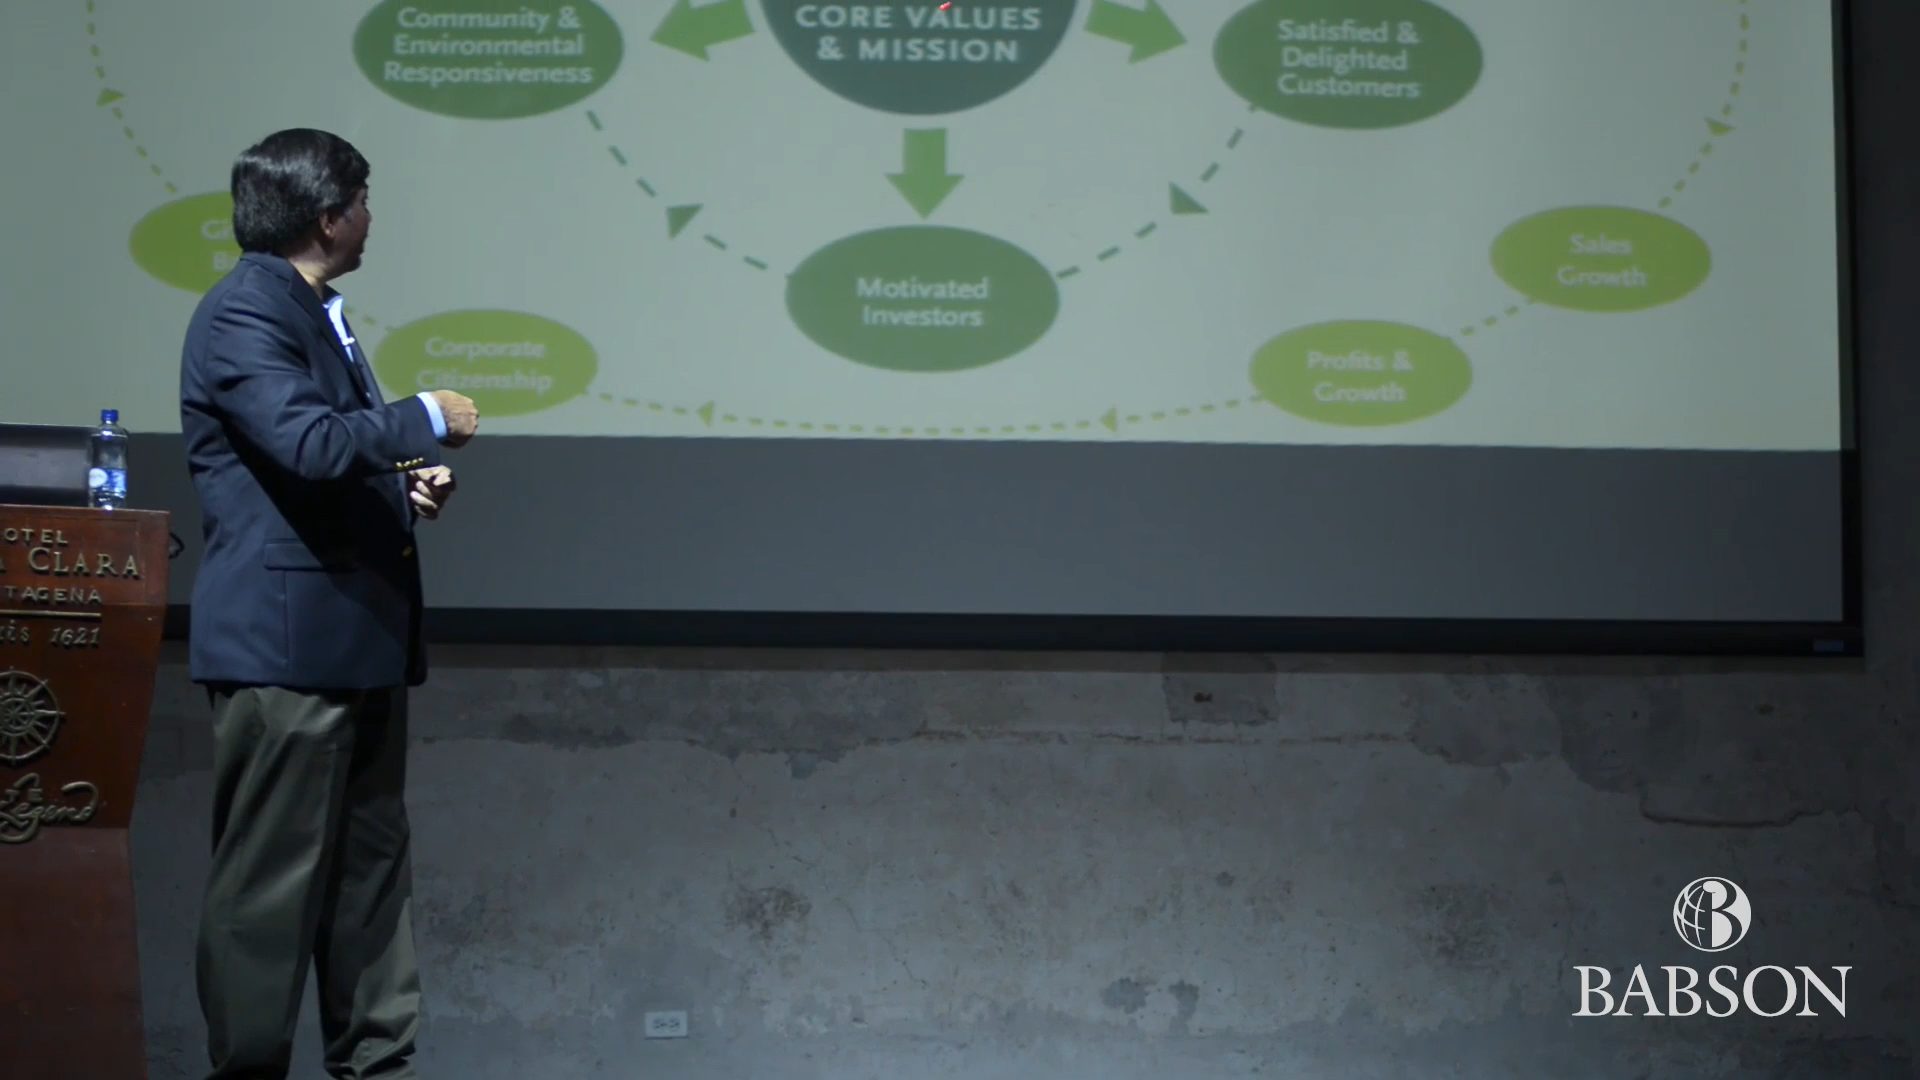 Community &
Environmental
Responsiveness
CORE VALUES
& MISSION
Satisfied &
Delighted
Customers
Motivated
Investors
Sales
Growth
Corporate
Citizenship
Profits &
Growth
OTEL
CLARA
TAGENA
1621
Legend
BABSON